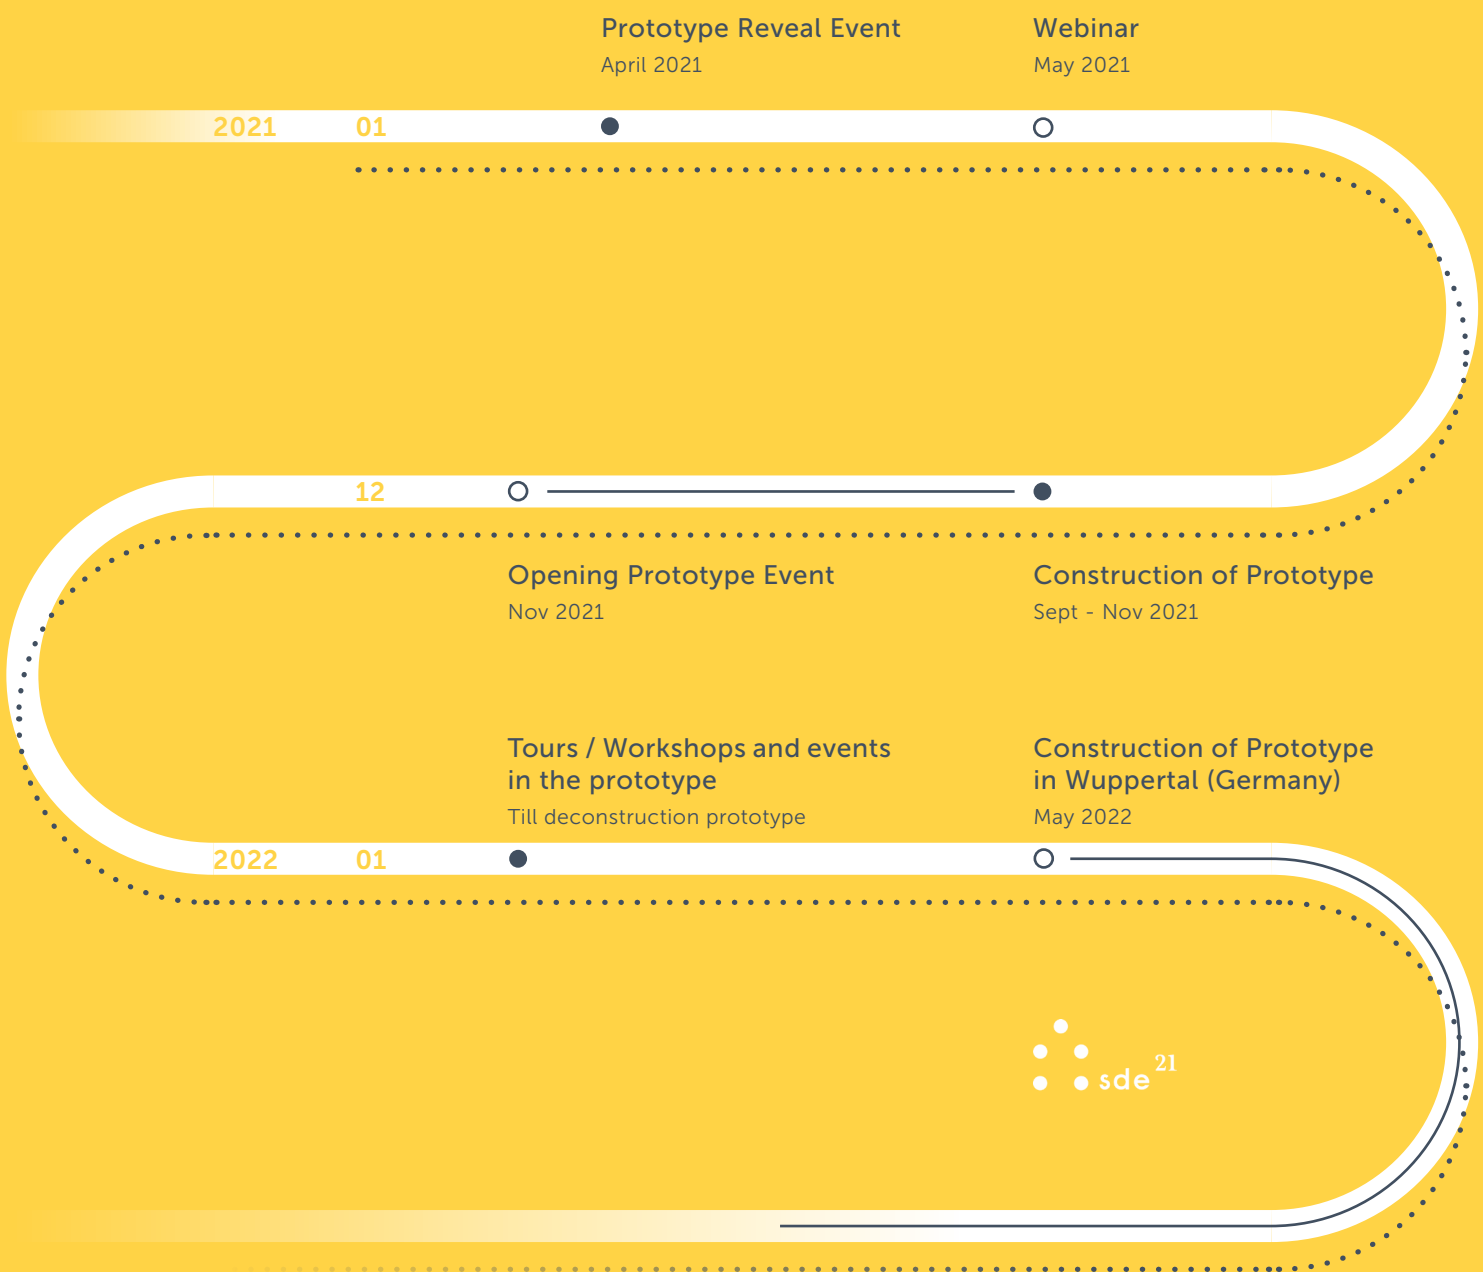 Prototype Reveal Event
April 2021
Webinar
May 2021
2021
01
12
Opening Prototype Event
Nov 2021
Construction of Prototype
Sept - Nov 2021
Tours / Workshops and events
in the prototype
Till deconstruction prototype
Construction of Prototype
in Wuppertal (Germany)
May 2022
2022
01
sde 21